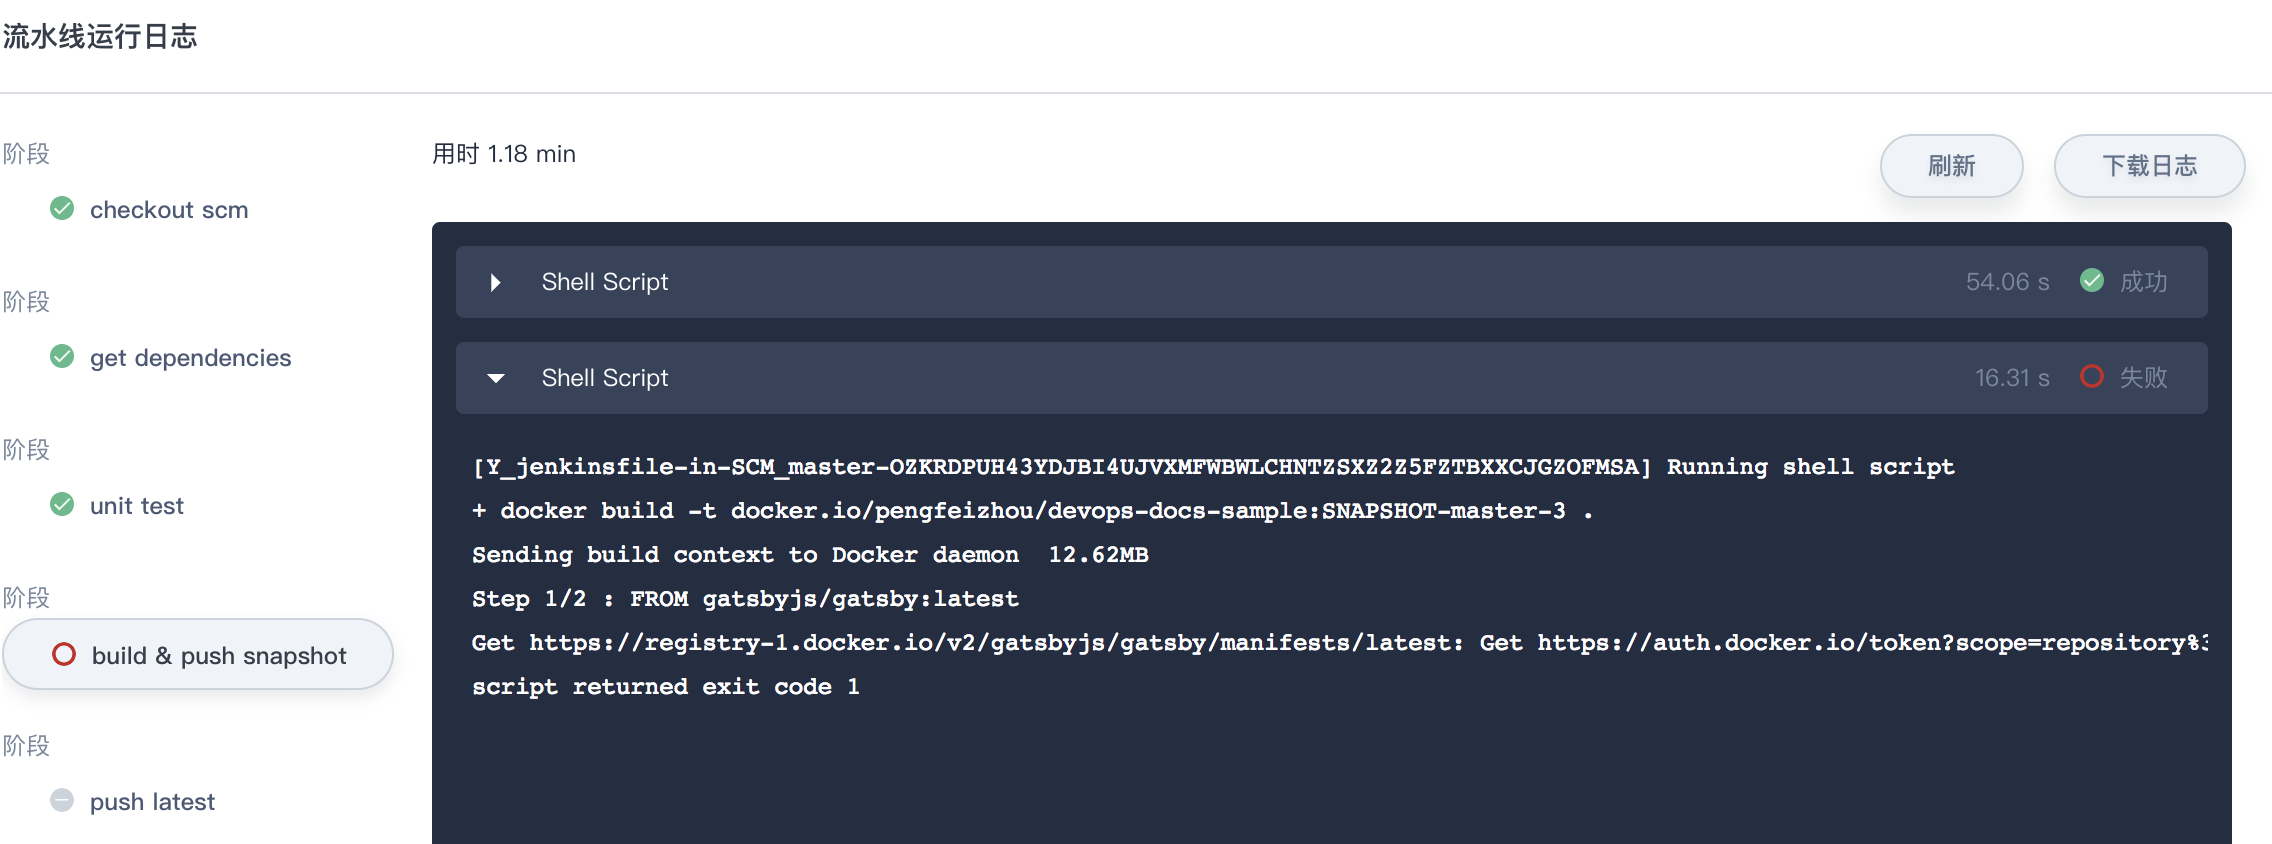 流水线运行日志
阶段
checkout scm
阶段
get dependencies
阶段
unit test
阶段
build & push snapshot
阶段
push latest
用时 1.18 min
刷新
下载日志
Shell Script
54.06 s
成功
Shell Script
16.31 s
失败
[Y_jenkinsfile-in-SCM_master-OZKRDPUH43YDJBI4UJVXMFWBWLCHNTZSXZ2Z5FZTBXXCJGZOFMSA] Running shell script
+ docker build -t docker.io/pengfeizhou/devops-docs-sample:SNAPSHOT-master-3 .
Sending build context to Docker daemon  12.62MB
Step 1/2 : FROM gatsbyjs/gatsby:latest
Get https://registry-1.docker.io/v2/gatsbyjs/gatsby/manifests/latest: Get https://auth.docker.io/token?scope=repository%3
script returned exit code 1